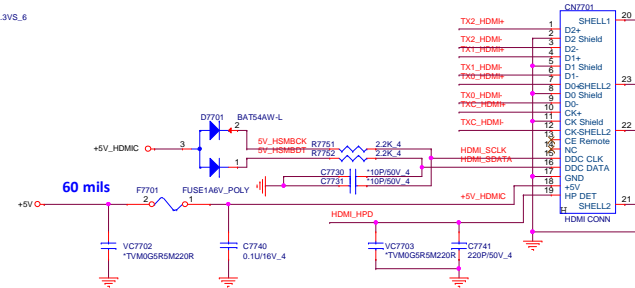 .3VS_6
CN7701
TX2_HDMI+ 1 D2+ SHELL1 20
2 D2 Shield
TX2_HDMI- 3 D2-
TX1_HDMI+ 4 D1+
5 D1 Shield
TX1_HDMI- 6 D1-
TX0_HDMI+ 7 D0+ SHELL2 23
8 D0 Shield
TX0_HDMI- 9 D0-
TXC_HDMI+ 10 CK+
11 CK Shield
TXC_HDMI- 12 CK- SHELL2 22
13 CE Remote
14 NC
HDMI_SCLK 15 DDC CLK
HDMI_SDATA 16 DDC DATA
17 GND
+5V_HDMIC 18 +5V
HDMI_HPD 19 HP DET
SHELL2 21
H
HDMI CONN
D7701 BAT54AW-L
2
+5V_HDMIC 3
1
5V_HSMBCK R7751 2.2K_4
5V_HSMBDT R7752 2.2K_4
C7730 *10P/50V_4
C7731 *10P/50V_4
60 mils
+5V 2 F7701 1 FUSE1A6V_POLY
VC7702
*TVM0G5R5M220R
C7740
0.1U/16V_4
VC7703
*TVM0G5R5M220R
C7741
220P/50V_4